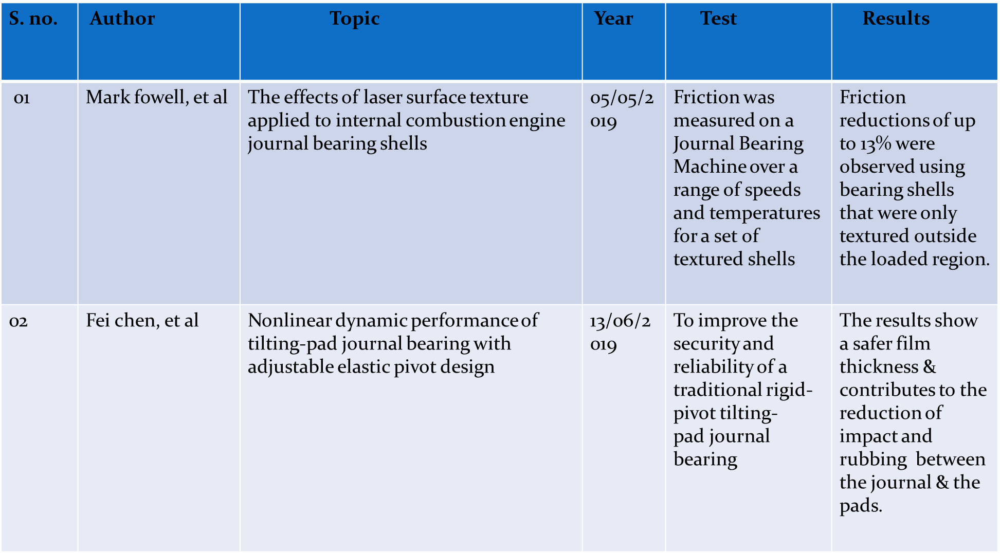 S. no.
Author
Topic
Year
Test
Results
01
Mark fowell, et al
The effects of laser surface texture
applied to internal combustion engine
journal bearing shells
05/05/2
019
Friction was
measured on a
Journal Bearing
Machine over a
range of speeds
and temperatures
for a set of
textured shells
Friction
reductions of up
to 13% were
observed using
bearing shells
that were only
textured outside
the loaded region.
02
Fei chen, et al
Nonlinear dynamic performance of
tilting-pad journal bearing with
adjustable elastic pivot design
13/06/2
019
To improve the
security and
reliability of a
traditional rigid-
pivot tilting-
pad journal
bearing
The results show
a safer film
thickness &
contributes to the
reduction of
impact and
rubbing between
the journal & the
pads.